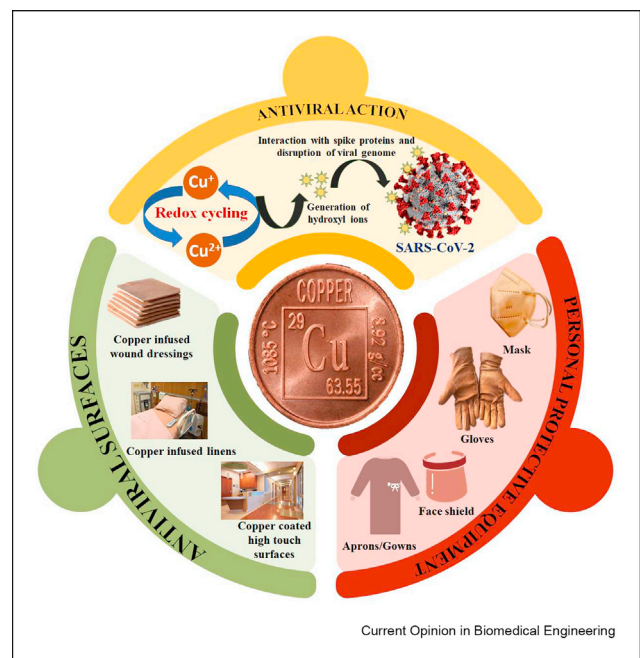 ANTIVIRAL ACTION
Interaction with spike proteins and
disruption of viral genome
Cu+
Redox cycling
Cu2+
Generation of
hydroxyl ions
SARS-CoV-2
ANTIVIRAL SURFACES
Copper infused
wound dressings
Copper infused linens
Copper coated
high touch
surfaces
COPPER
1085 °C
29
Cu
63.55
8.92 g/cc
PERSONAL PROTECTIVE EQUIPMENT
Mask
Gloves
Face shield
Aprons/Gowns
Current Opinion in Biomedical Engineering